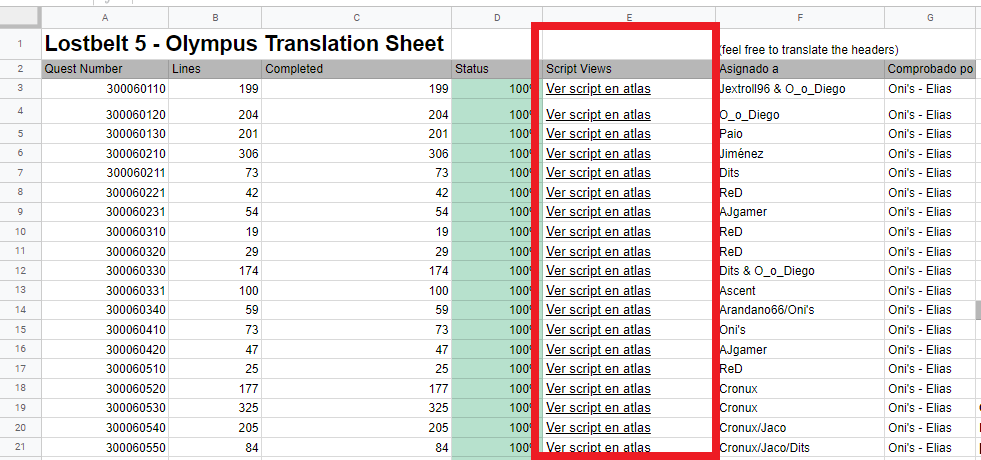 A B C D E F G
1 Lostbelt 5 - Olympus Translation Sheet (feel free to translate the headers)
2 Quest Number Lines Completed Status Script Views Asignado a Comprobado po
3 300060110 199 199 100% Ver script en atlas Jextroll96 & O_o_Diego Oni's - Elias
4 300060120 204 204 100% Ver script en atlas O_o_Diego Oni's - Elias
5 300060130 201 201 100% Ver script en atlas Paio Oni's - Elias
6 300060210 306 306 100% Ver script en atlas Jiménez Oni's - Elias
7 300060211 73 73 100% Ver script en atlas Dits Oni's - Elias
8 300060221 42 42 100% Ver script en atlas ReD Oni's - Elias
9 300060231 54 54 100% Ver script en atlas AJgamer Oni's - Elias
10 300060310 19 19 100% Ver script en atlas ReD Oni's - Elias
11 300060320 29 29 100% Ver script en atlas ReD Oni's - Elias
12 300060330 174 174 100% Ver script en atlas Dits & O_o_Diego Oni's - Elias
13 300060331 100 100 100% Ver script en atlas Ascent Oni's - Elias
14 300060340 59 59 100% Ver script en atlas Arandano66/Oni's Oni's - Elias
15 300060410 73 73 100% Ver script en atlas Oni's Oni's - Elias
16 300060420 47 47 100% Ver script en atlas AJgamer Oni's - Elias
17 300060510 25 25 100% Ver script en atlas ReD Oni's - Elias
18 300060520 177 177 100% Ver script en atlas Cronux Oni's - Elias
19 300060530 325 325 100% Ver script en atlas Cronux Oni's - Elias
20 300060540 205 205 100% Ver script en atlas Cronux/Jaco Oni's - Elias
21 300060550 84 84 100% Ver script en atlas Cronux/Jaco/Dits Oni's - Elias